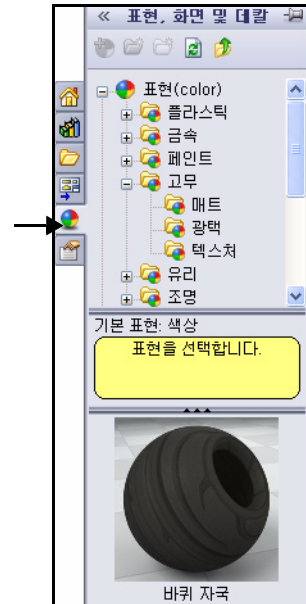 표현, 화면 및 데칼
표현(color)
플라스틱
금속
페인트
고무
매트
광택
텍스처
유리
조명
기본 표현: 색상
표현을 선택합니다.
바퀴 자국